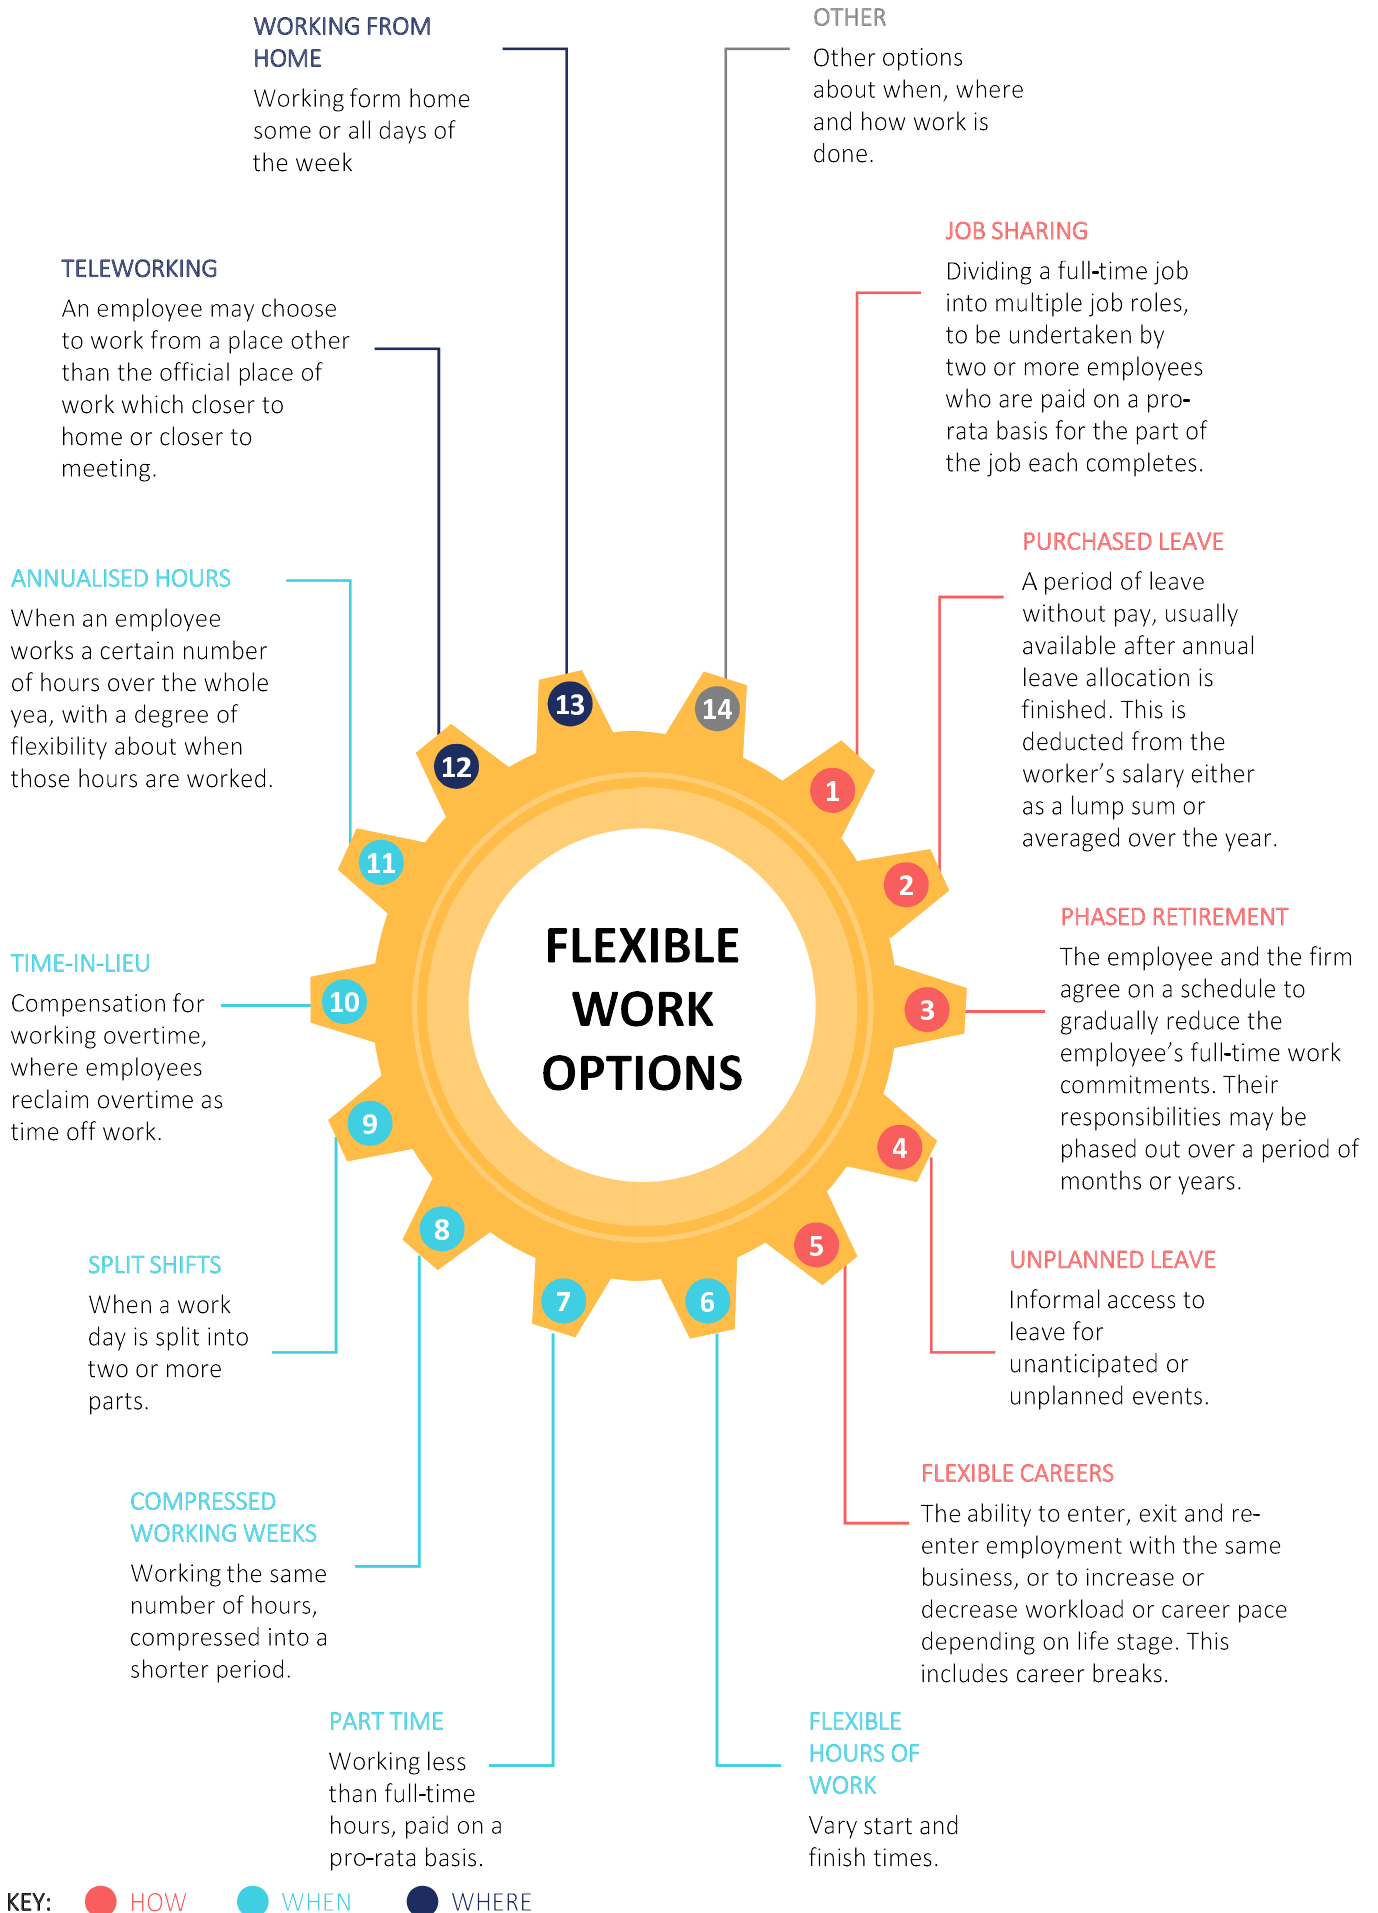 WORKING FROM
HOME
Working form home
some or all days of
the week
OTHER
Other options
about when, where
and how work is
done.
JOB SHARING
Dividing a full-time job
into multiple job roles,
to be undertaken by
two or more employees
who are paid on a pro-
rata basis for the part of
the job each completes.
TELEWORKING
An employee may choose
to work from a place other
than the official place of
work which closer to
home or closer to
meeting.
PURCHASED LEAVE
A period of leave
without pay, usually
available after annual
leave allocation is
finished. This is
deducted from the
worker's salary either
as a lump sum or
averaged over the year.
ANNUALISED HOURS
When an employee
works a certain number
of hours over the whole
yea, with a degree of
flexibility about when
those hours are worked.
13
14
12
1
11
2
10
3
9
4
8
5
7
6
FLEXIBLE
WORK
OPTIONS
PHASED RETIREMENT
The employee and the firm
agree on a schedule to
gradually reduce the
employee's full-time work
commitments. Their
responsibilities may be
phased out over a period of
months or years.
TIME-IN-LIEU
Compensation for
working overtime,
where employees
reclaim overtime as
time off work.
UNPLANNED LEAVE
Informal access to
leave for
unanticipated or
unplanned events.
SPLIT SHIFTS
When a work
day is split into
two or more
parts.
FLEXIBLE CAREERS
The ability to enter, exit and re-
enter employment with the same
business, or to increase or
decrease workload or career pace
depending on life stage. This
includes career breaks.
COMPRESSED
WORKING WEEKS
Working the same
number of hours,
compressed into a
shorter period.
PART TIME
Working less
than full-time
hours, paid on a
pro-rata basis.
FLEXIBLE
HOURS OF
WORK
Vary start and
finish times.
KEY: HOW WHEN WHERE